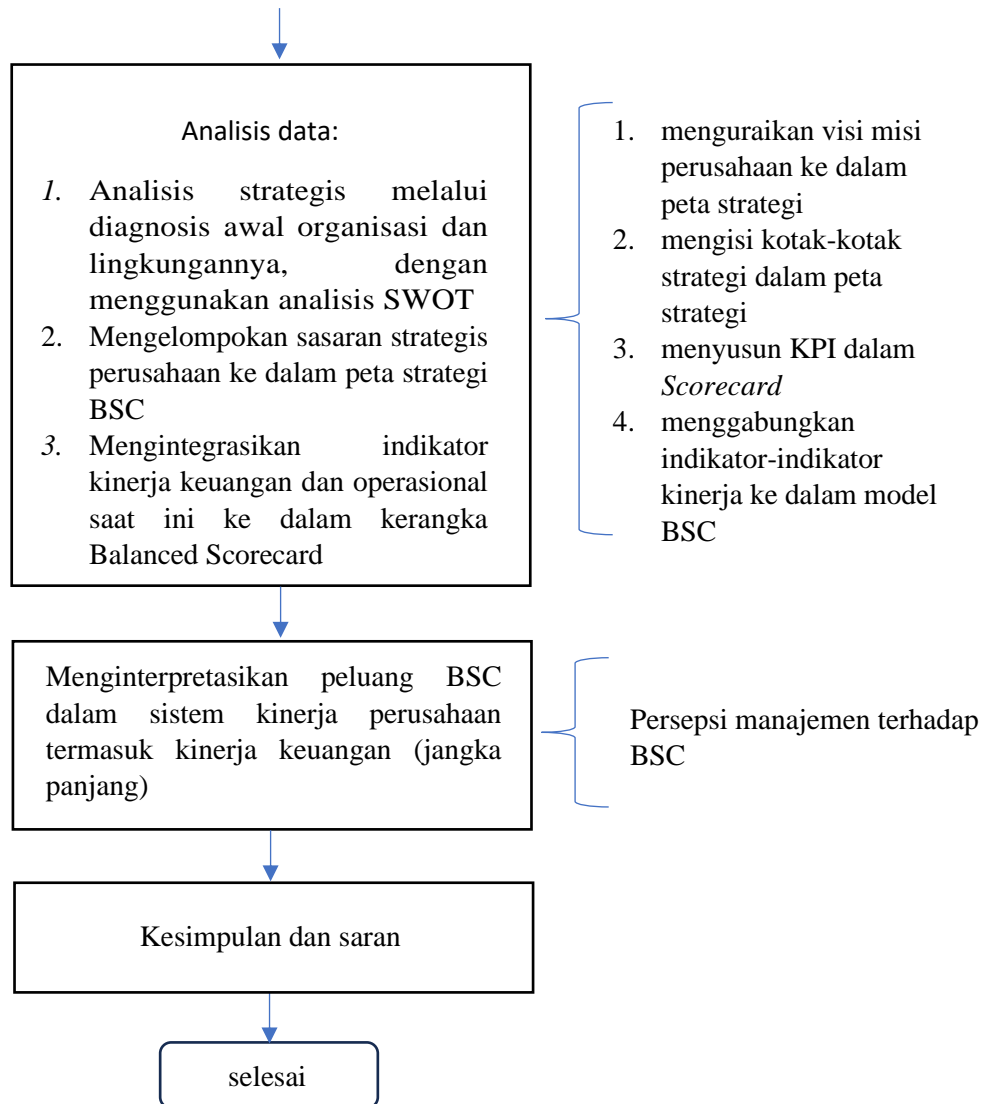 Analisis data:
1. Analisis strategis melalui
diagnosis awal organisasi dan
lingkungannya, dengan
menggunakan analisis SWOT
2. Mengelompokan sasaran strategis
perusahaan ke dalam peta strategi
BSC
3. Mengintegrasikan indikator
kinerja keuangan dan operasional
saat ini ke dalam kerangka
Balanced Scorecard
1. menguraikan visi misi
perusahaan ke dalam
peta strategi
2. mengisi kotak-kotak
strategi dalam peta
strategi
3. menyusun KPI dalam
Scorecard
4. menggabungkan
indikator-indikator
kinerja ke dalam model
BSC
Menginterpretasikan peluang BSC
dalam sistem kinerja perusahaan
termasuk kinerja keuangan (jangka
panjang)
Persepsi manajemen terhadap
BSC
Kesimpulan dan saran
selesai